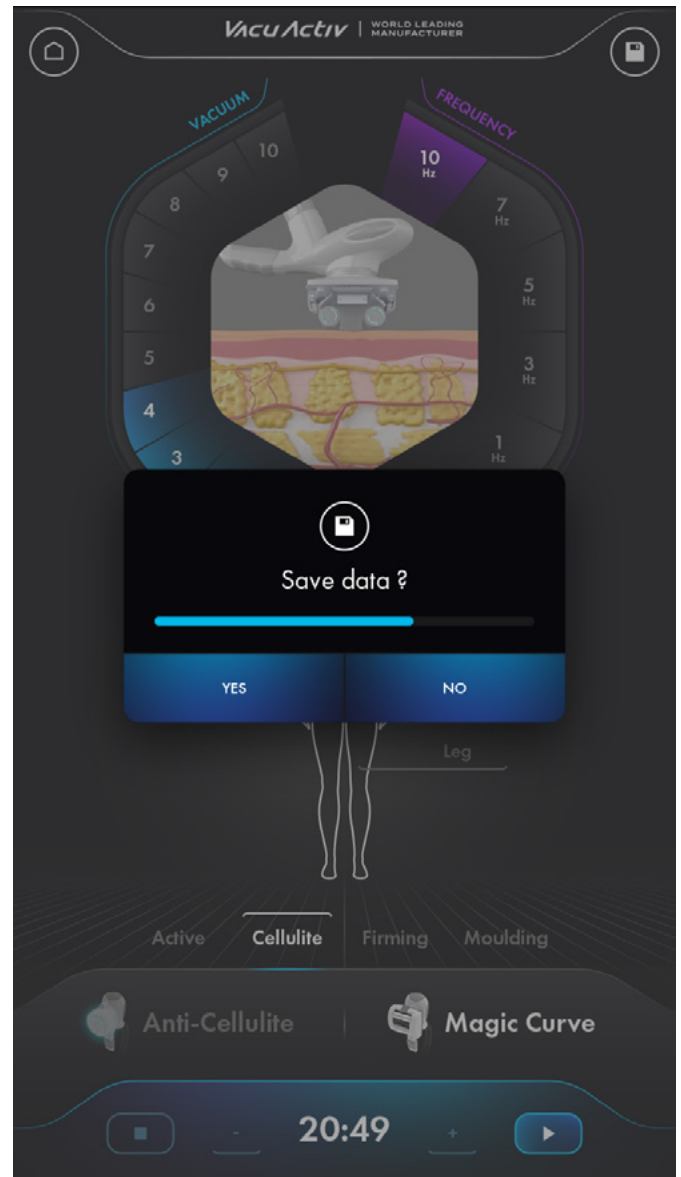 VACUACTIV | WORLD LEADING
MANUFACTURER
VACUUM
FREQUENCY
10
9
8
7
6
5
4
3
10
Hz
7
Hz
5
Hz
3
Hz
1
Hz
Save data ?
YES
NO
Leg
Active
Cellulite
Firming
Moulding
Anti-Cellulite
Magic Curve
-
20:49
+